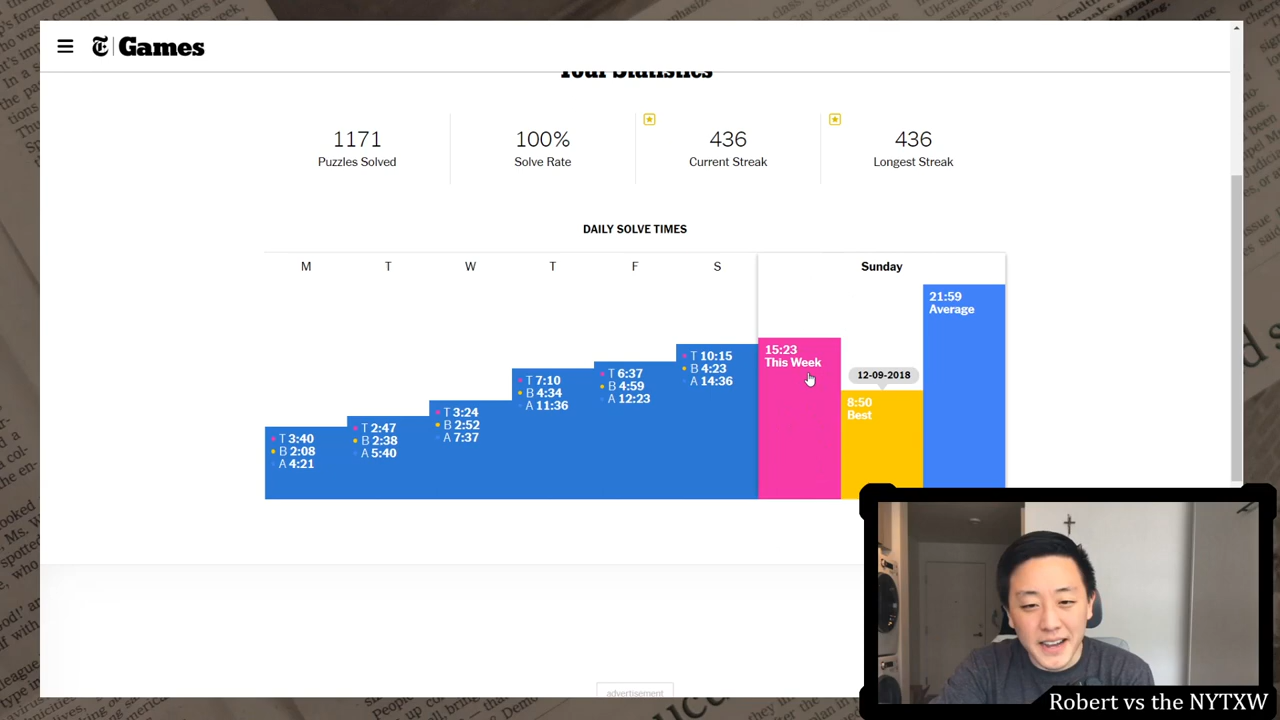 Games
Your Statistics
1171
Puzzles Solved
100%
Solve Rate
436
Current Streak
436
Longest Streak
DAILY SOLVE TIMES
M T W T F S Sunday
T 3:40
B 2:08
A 4:21
T 2:47
B 2:38
A 5:40
T 3:24
B 2:52
A 7:37
T 7:10
B 4:34
A 11:36
T 6:37
B 4:59
A 12:23
T 10:15
B 4:23
A 14:36
15:23
This Week
12-09-2018
8:50
Best
21:59
Average
advertisement
Robert vs the NYTXW